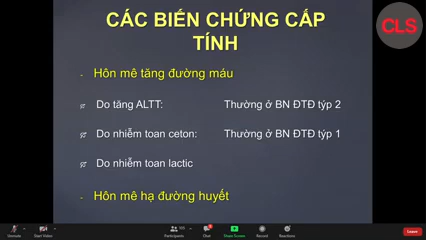 CLS
CÁC BIẾN CHỨNG CẤP
TÍNH
- Hôn mê tăng đường máu
Do tăng ALTT: Thường ở BN ĐTĐ týp 2
Do nhiễm toan ceton: Thường ở BN ĐTĐ týp 1
Do nhiễm toan lactic
- Hôn mê hạ đường huyết
Unmute Start Video Participants Chat Share Screen Record Reactions Leave